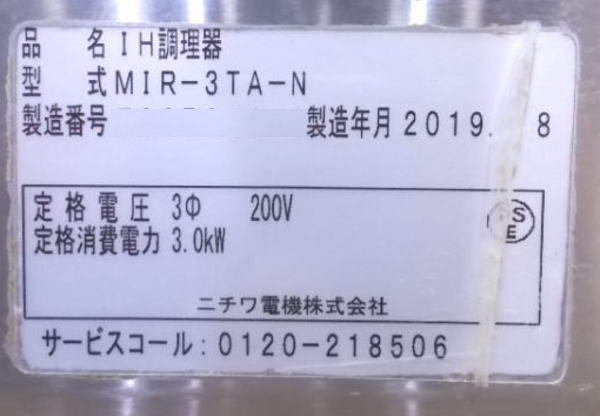 品 名 IH調理器
型 式 MIR-3TA-N
製造番号 製造年月 2019. 8
定格電圧 3Φ 200V
定格消費電力 3.0kW
PSE
ニチワ電機株式会社
サービスコール:0120-218506